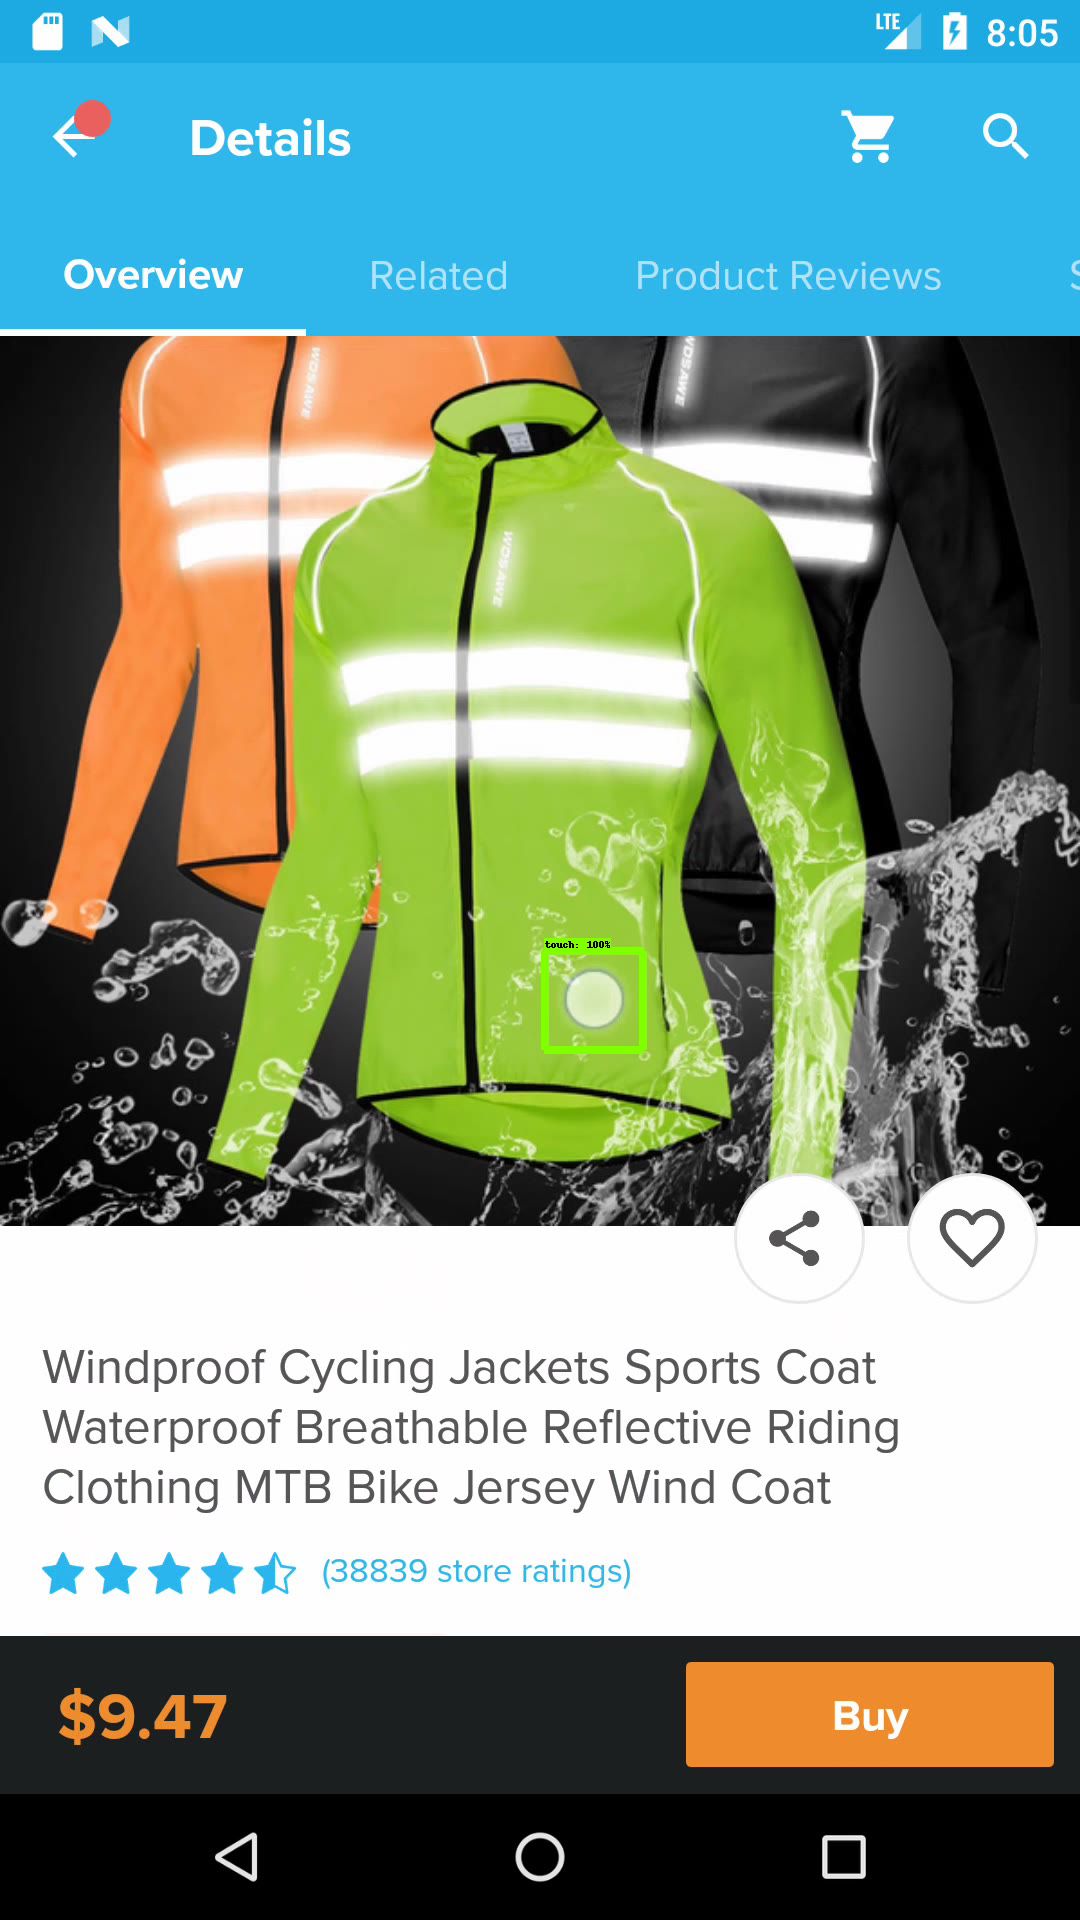 LTE 8:05
Details
Overview Related Product Reviews S
WOSAWE WOSAWE
WOSAWE
touch: 100%
Windproof Cycling Jackets Sports Coat
Waterproof Breathable Reflective Riding
Clothing MTB Bike Jersey Wind Coat
(38839 store ratings)
$9.47 Buy